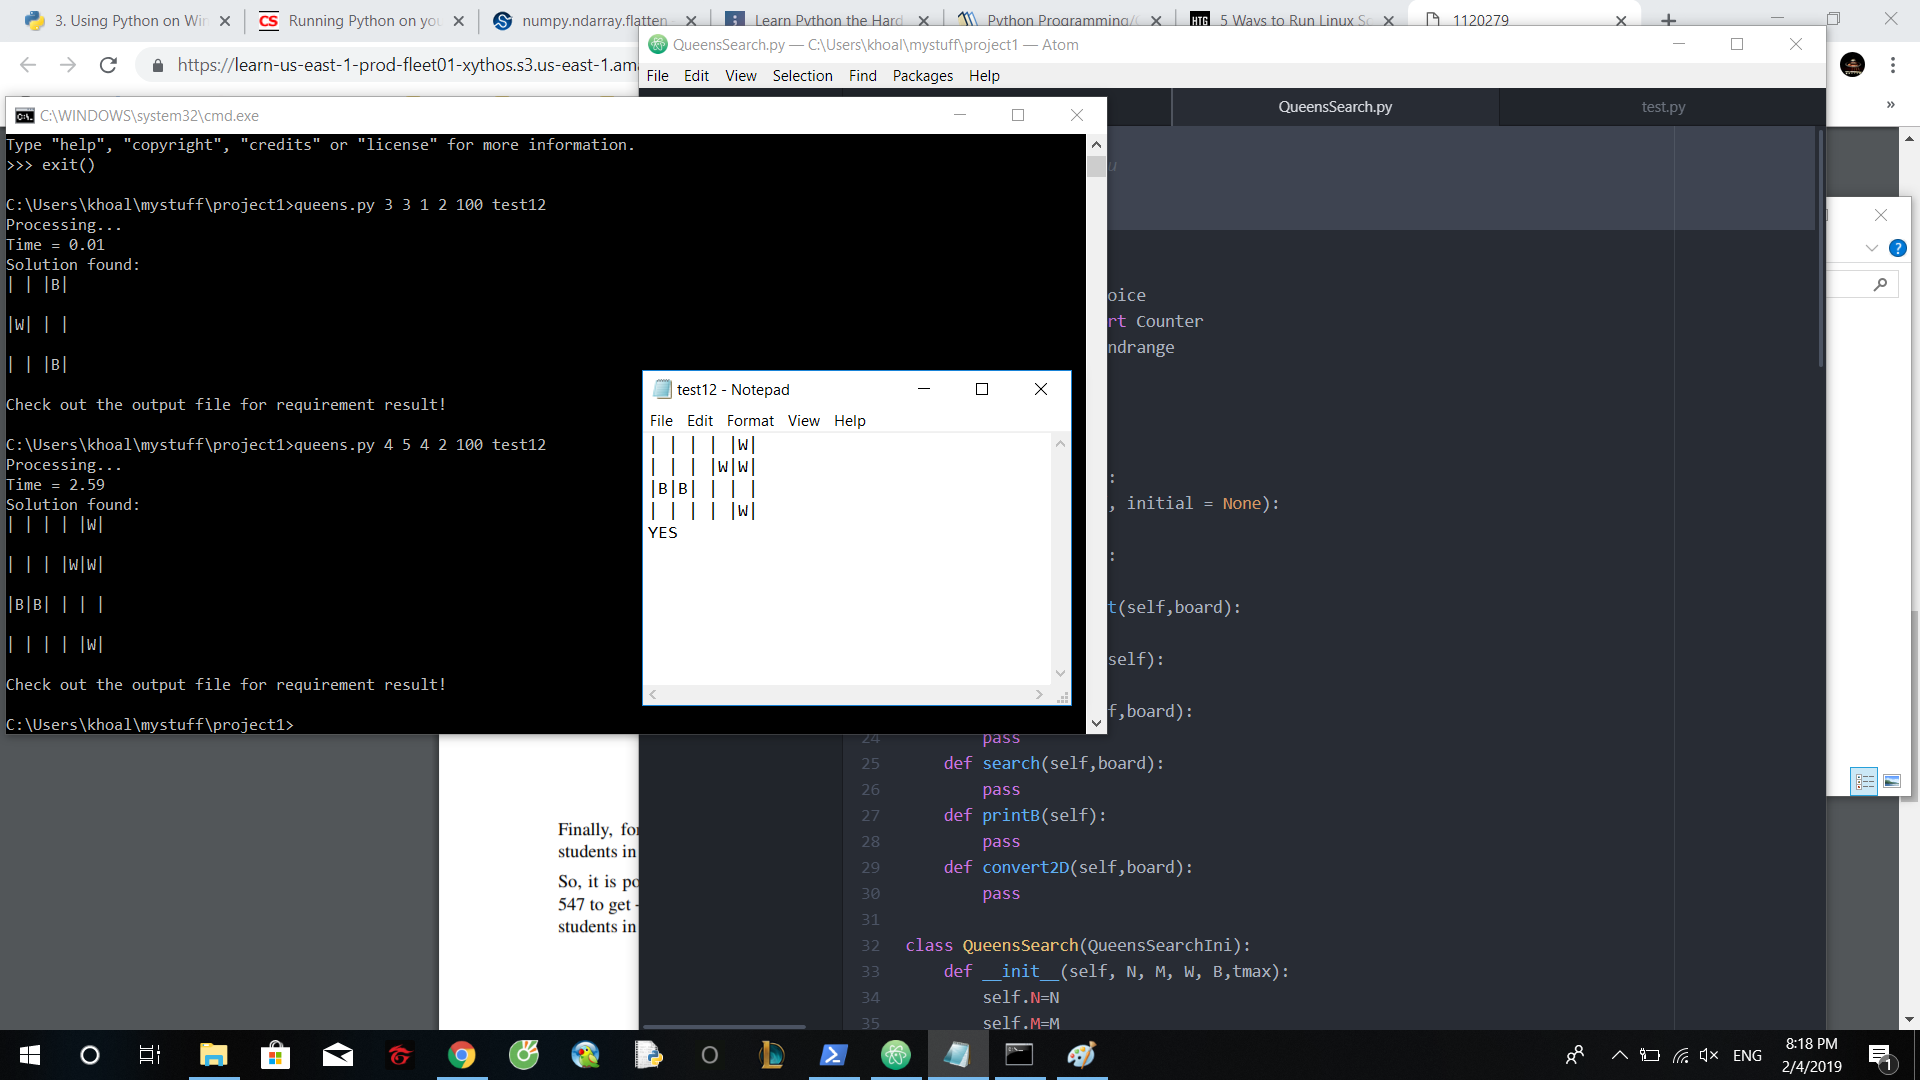 3. Using Python on Wi
Running Python on yo
numpy.ndarray.flatten
Learn Python the Hard
Python Programming/
5 Ways to Run Linux S
1120279
https://learn-us-east-1-prod-fleet01-xythos.s3.us-east-1.am
QueensSearch.py — C:\Users\khoal\mystuff\project1 — Atom
File Edit View Selection Find Packages Help
QueensSearch.py test.py
C:\WINDOWS\system32\cmd.exe
Type "help", "copyright", "credits" or "license" for more information.
>>> exit()
C:\Users\khoal\mystuff\project1>queens.py 3 3 1 2 100 test12
Processing...
Time = 0.01
Solution found:
| | |B|
|W| | |
| | |B|
Check out the output file for requirement result!
C:\Users\khoal\mystuff\project1>queens.py 4 5 4 2 100 test12
Processing...
Time = 2.59
Solution found:
| | | | |W|
| | | |W|W|
|B|B| | | |
| | | | |W|
Check out the output file for requirement result!
C:\Users\khoal\mystuff\project1>
test12 - Notepad
File Edit Format View Help
| | | | |W|
| | | |W|W|
|B|B| | | |
| | | | |W|
YES
u
oice
rt Counter
ndrange
:
, initial = None):
:
t(self,board):
self):
f,board):
24 pass
25 def search(self,board):
26 pass
27 def printB(self):
28 pass
29 def convert2D(self,board):
30 pass
31
32 class QueensSearch(QueensSearchIni):
33 def __init__(self, N, M, W, B,tmax):
34 self.N=N
35 self.M=M
Finally, for
students in
So, it is po
547 to get -
students in
ENG
8:18 PM
2/4/2019
1